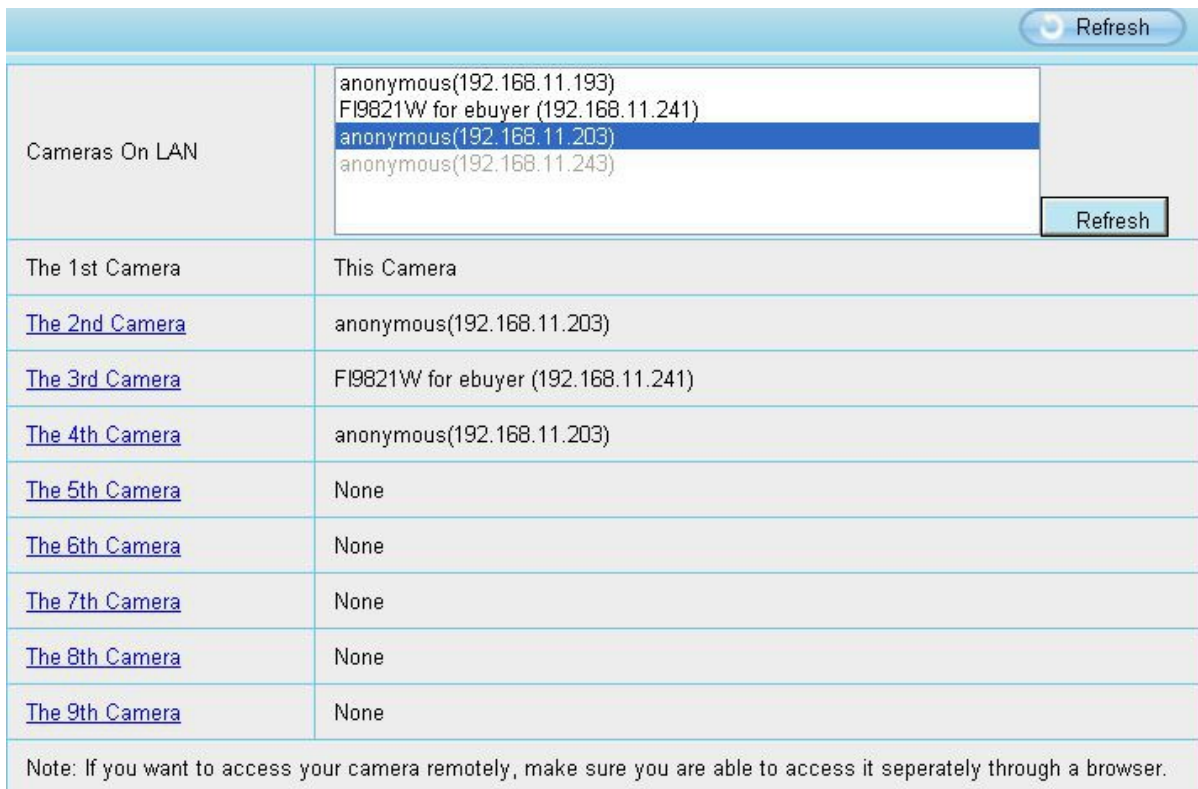 Refresh
Cameras On LAN
anonymous(192.168.11.193)
FI9821W for ebuyer (192.168.11.241)
anonymous(192.168.11.203)
anonymous(192.168.11.243)
Refresh
The 1st Camera This Camera
The 2nd Camera anonymous(192.168.11.203)
The 3rd Camera FI9821W for ebuyer (192.168.11.241)
The 4th Camera anonymous(192.168.11.203)
The 5th Camera None
The 6th Camera None
The 7th Camera None
The 8th Camera None
The 9th Camera None
Note: If you want to access your camera remotely, make sure you are able to access it seperately through a browser.